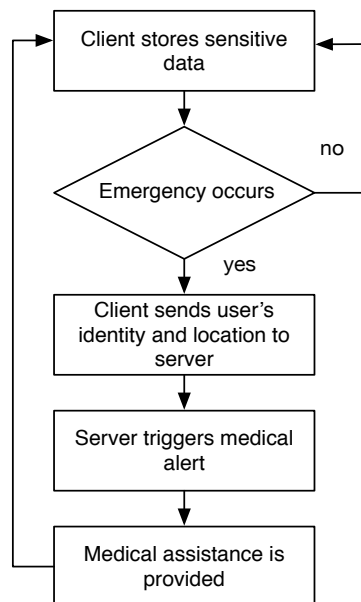 Client stores sensitive
data
no
Emergency occurs
yes
Client sends user's
identity and location to
server
Server triggers medical
alert
Medical assistance is
provided